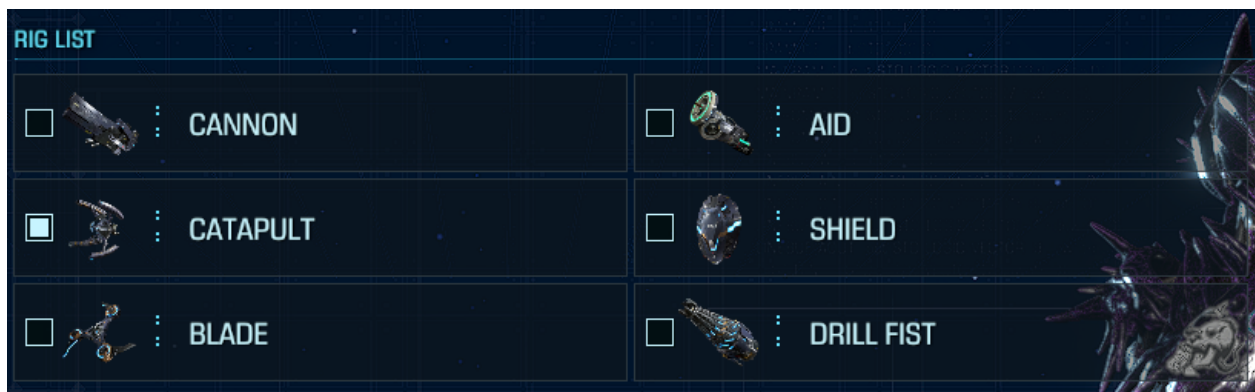 RIG LIST
CANNON
AID
CATAPULT
SHIELD
BLADE
DRILL FIST